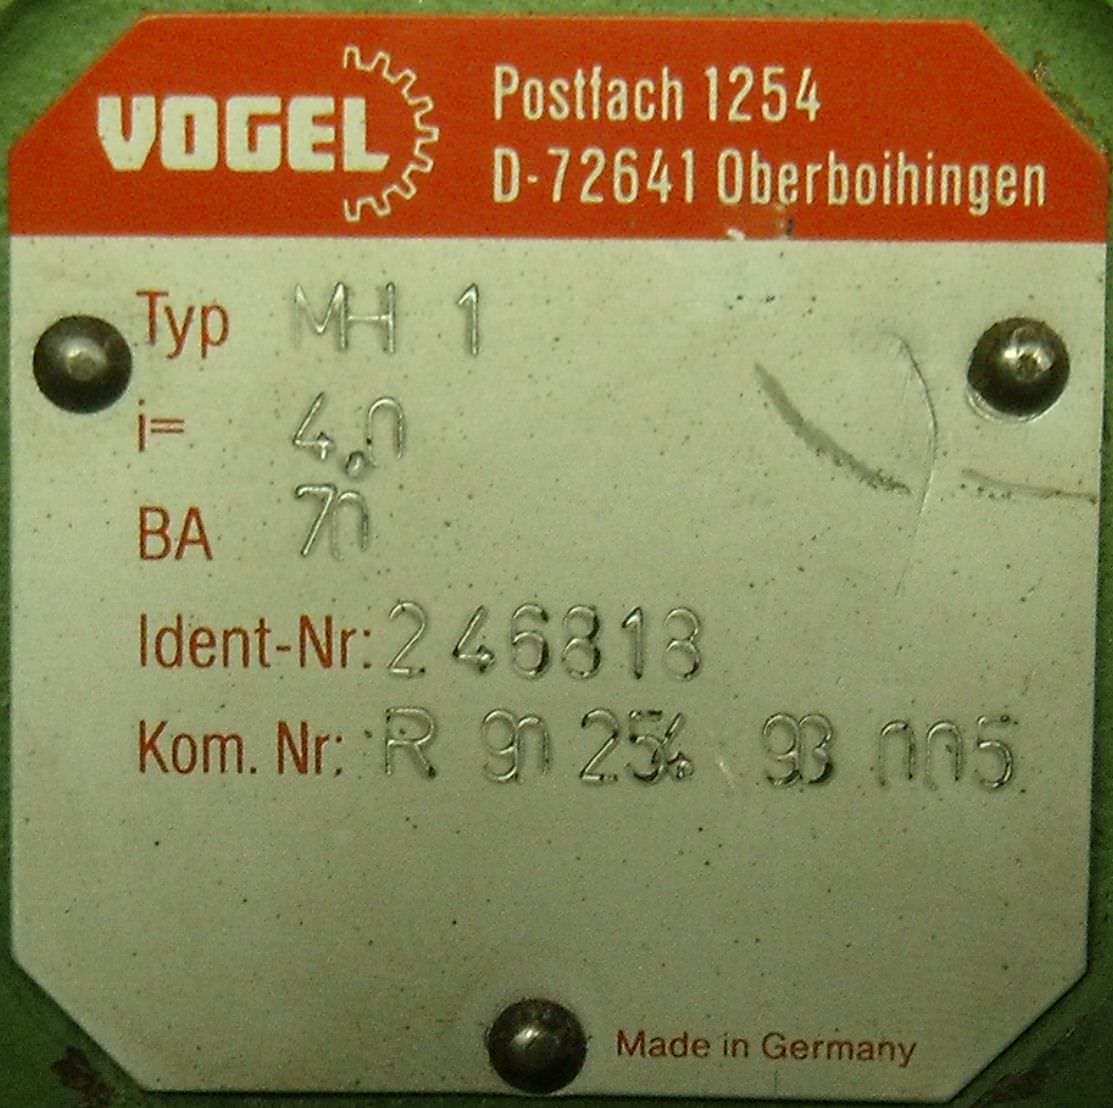 VOGEL
Postfach 1254
D-72641 Oberboihingen
Typ MH 1
i= 4,0
BA 70
Ident-Nr: 246818
Kom. Nr: R 90 254 93 005
Made in Germany